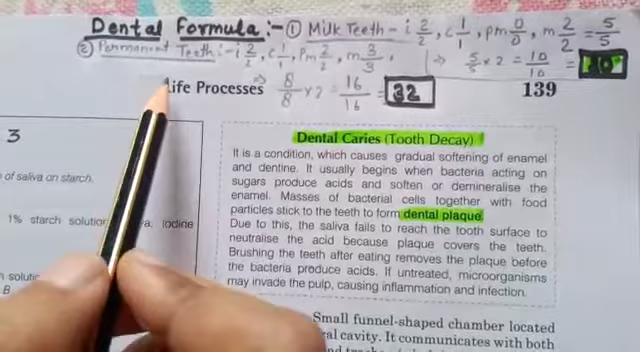 Dental Formula :- ① Milk Teeth - i 2/2, c 1/1, pm 0/0, m 2/2 = 5/5
② Permanent Teeth :- i 2/2, c 1/1, Pm 2/2, m 3/3. | ⇒ 5/5 × 2 = 10/10 = 20
Life Processes ⇒ 8/8 × 2 = 16/16 = 32 139
3
of saliva on starch.
1% starch solution
iodine
Dental Caries (Tooth Decay)
It is a condition, which causes gradual softening of enamel
and dentine. It usually begins when bacteria acting on
sugars produce acids and soften or demineralise the
enamel. Masses of bacterial cells together with food
particles stick to the teeth to form dental plaque.
Due to this, the saliva fails to reach the tooth surface to
neutralise the acid because plaque covers the teeth.
Brushing the teeth after eating removes the plaque before
the bacteria produce acids. If untreated, microorganisms
may invade the pulp, causing inflammation and infection.
B
Small funnel-shaped chamber located
cavity. It communicates with both